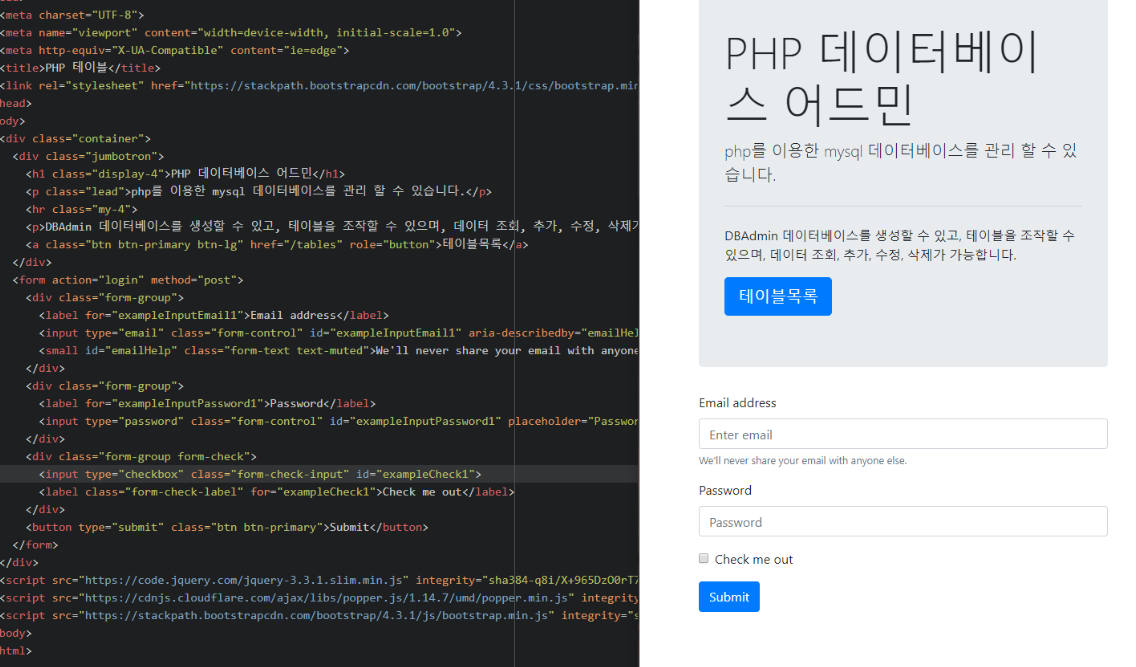 <meta charset="UTF-8">
<meta name="viewport" content="width=device-width, initial-scale=1.0">
<meta http-equiv="X-UA-Compatible" content="ie=edge">
<title>PHP 테이블</title>
<link rel="stylesheet" href="https://stackpath.bootstrapcdn.com/bootstrap/4.3.1/css/bootstrap.min
head>
ody>
<div class="container">
<div class="jumbotron">
<h1 class="display-4">PHP 데이터베이스 어드민</h1>
<p class="lead">php를 이용한 mysql 데이터베이스를 관리 할 수 있습니다.</p>
<hr class="my-4">
<p>DBAdmin 데이터베이스를 생성할 수 있고, 테이블을 조작할 수 있으며, 데이터 조회, 추가, 수정, 삭제가
<a class="btn btn-primary btn-lg" href="/tables" role="button">테이블목록</a>
</div>
<form action="login" method="post">
<div class="form-group">
<label for="exampleInputEmail1">Email address</label>
<input type="email" class="form-control" id="exampleInputEmail1" aria-describedby="emailHel
<small id="emailHelp" class="form-text text-muted">We'll never share your email with anyone
</div>
<div class="form-group">
<label for="exampleInputPassword1">Password</label>
<input type="password" class="form-control" id="exampleInputPassword1" placeholder="Passwor
</div>
<div class="form-group form-check">
<input type="checkbox" class="form-check-input" id="exampleCheck1">
<label class="form-check-label" for="exampleCheck1">Check me out</label>
</div>
<button type="submit" class="btn btn-primary">Submit</button>
</form>
</div>
<script src="https://code.jquery.com/jquery-3.3.1.slim.min.js" integrity="sha384-q8i/X+965DzO0rT7
<script src="https://cdnjs.cloudflare.com/ajax/libs/popper.js/1.14.7/umd/popper.min.js" integrity
<script src="https://stackpath.bootstrapcdn.com/bootstrap/4.3.1/js/bootstrap.min.js" integrity="s
body>
html>
PHP 데이터베이
스 어드민
php를 이용한 mysql 데이터베이스를 관리 할 수 있
습니다.
DBAdmin 데이터베이스를 생성할 수 있고, 테이블을 조작할 수
있으며, 데이터 조회, 추가, 수정, 삭제가 가능합니다.
테이블목록
Email address
Enter email
We'll never share your email with anyone else.
Password
Password
Check me out
Submit